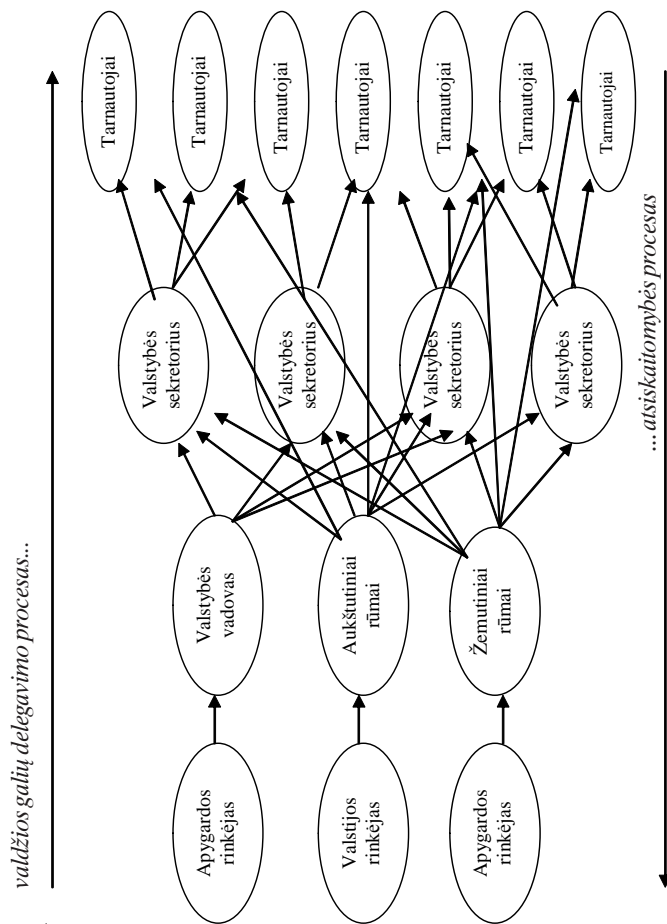 valdžios galių delegavimo procesas...
Apygardos
rinkėjas
Valstijos
rinkėjas
Apygardos
rinkėjas
Valstybės
vadovas
Aukštutiniai
rūmai
Žemutiniai
rūmai
Valstybės
sekretorius
Valstybės
sekretorius
Valstybės
sekretorius
Valstybės
sekretorius
Tarnautojai
Tarnautojai
Tarnautojai
Tarnautojai
Tarnautojai
Tarnautojai
Tarnautojai
... atsiskaitomybės procesas